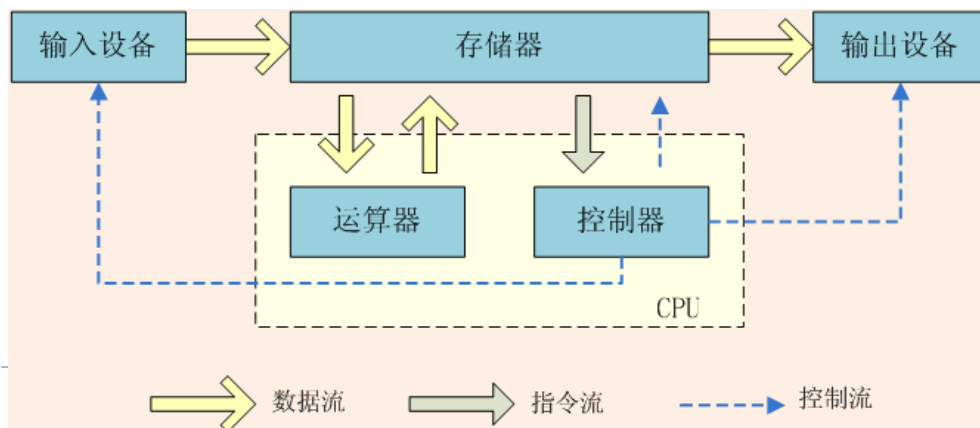 输入设备
存储器
输出设备
运算器
控制器
CPU
数据流
指令流
控制流